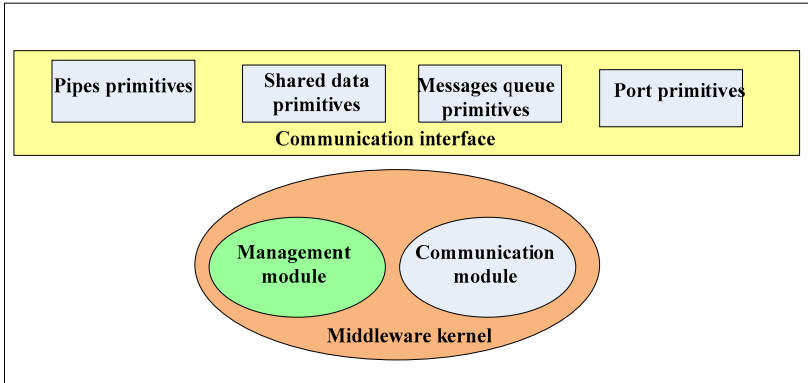 Pipes primitives
Shared data
primitives
Messages queue
primitives
Port primitives
Communication interface
Management
module
Communication
module
Middleware kernel